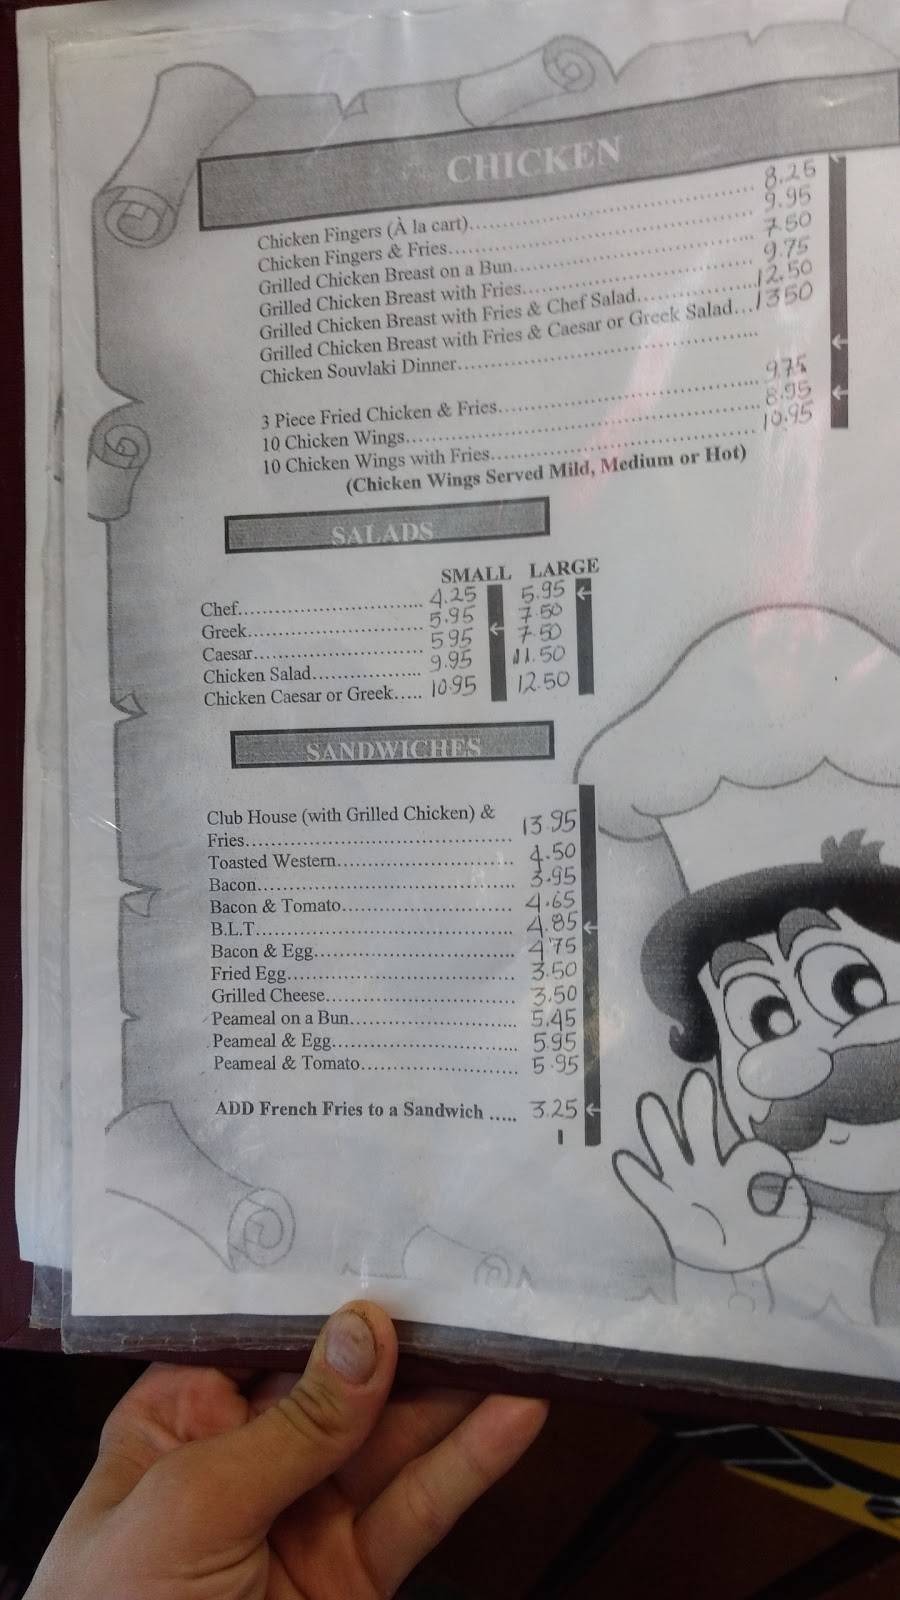 CHICKEN
Chicken Fingers (À la cart)........ 8.25
Chicken Fingers & Fries........ 9.95
Grilled Chicken Breast on a Bun........ 7.50
Grilled Chicken Breast with Fries........ 9.75
Grilled Chicken Breast with Fries & Chef Salad........ 12.50
Grilled Chicken Breast with Fries & Caesar or Greek Salad... 1350
Chicken Souvlaki Dinner........
3 Piece Fried Chicken & Fries........ 9.75
10 Chicken Wings........ 8.95
10 Chicken Wings with Fries........ 10.95
(Chicken Wings Served Mild, Medium or Hot)
SALADS
SMALL LARGE
Chef........ 4.25 5.95
Greek........ 5.95 7.50
Caesar........ 5.95 7.50
Chicken Salad........ 9.95 11.50
Chicken Caesar or Greek..... 10.95 12.50
SANDWICHES
Club House (with Grilled Chicken) &
Fries........ 13.95
Toasted Western........ 4.50
Bacon........ 3.95
Bacon & Tomato........ 4.65
B.L.T........ 4.85
Bacon & Egg........ 4.75
Fried Egg........ 3.50
Grilled Cheese........ 3.50
Peameal on a Bun........ 5.45
Peameal & Egg........ 5.95
Peameal & Tomato........ 5.95
ADD French Fries to a Sandwich ..... 3.25